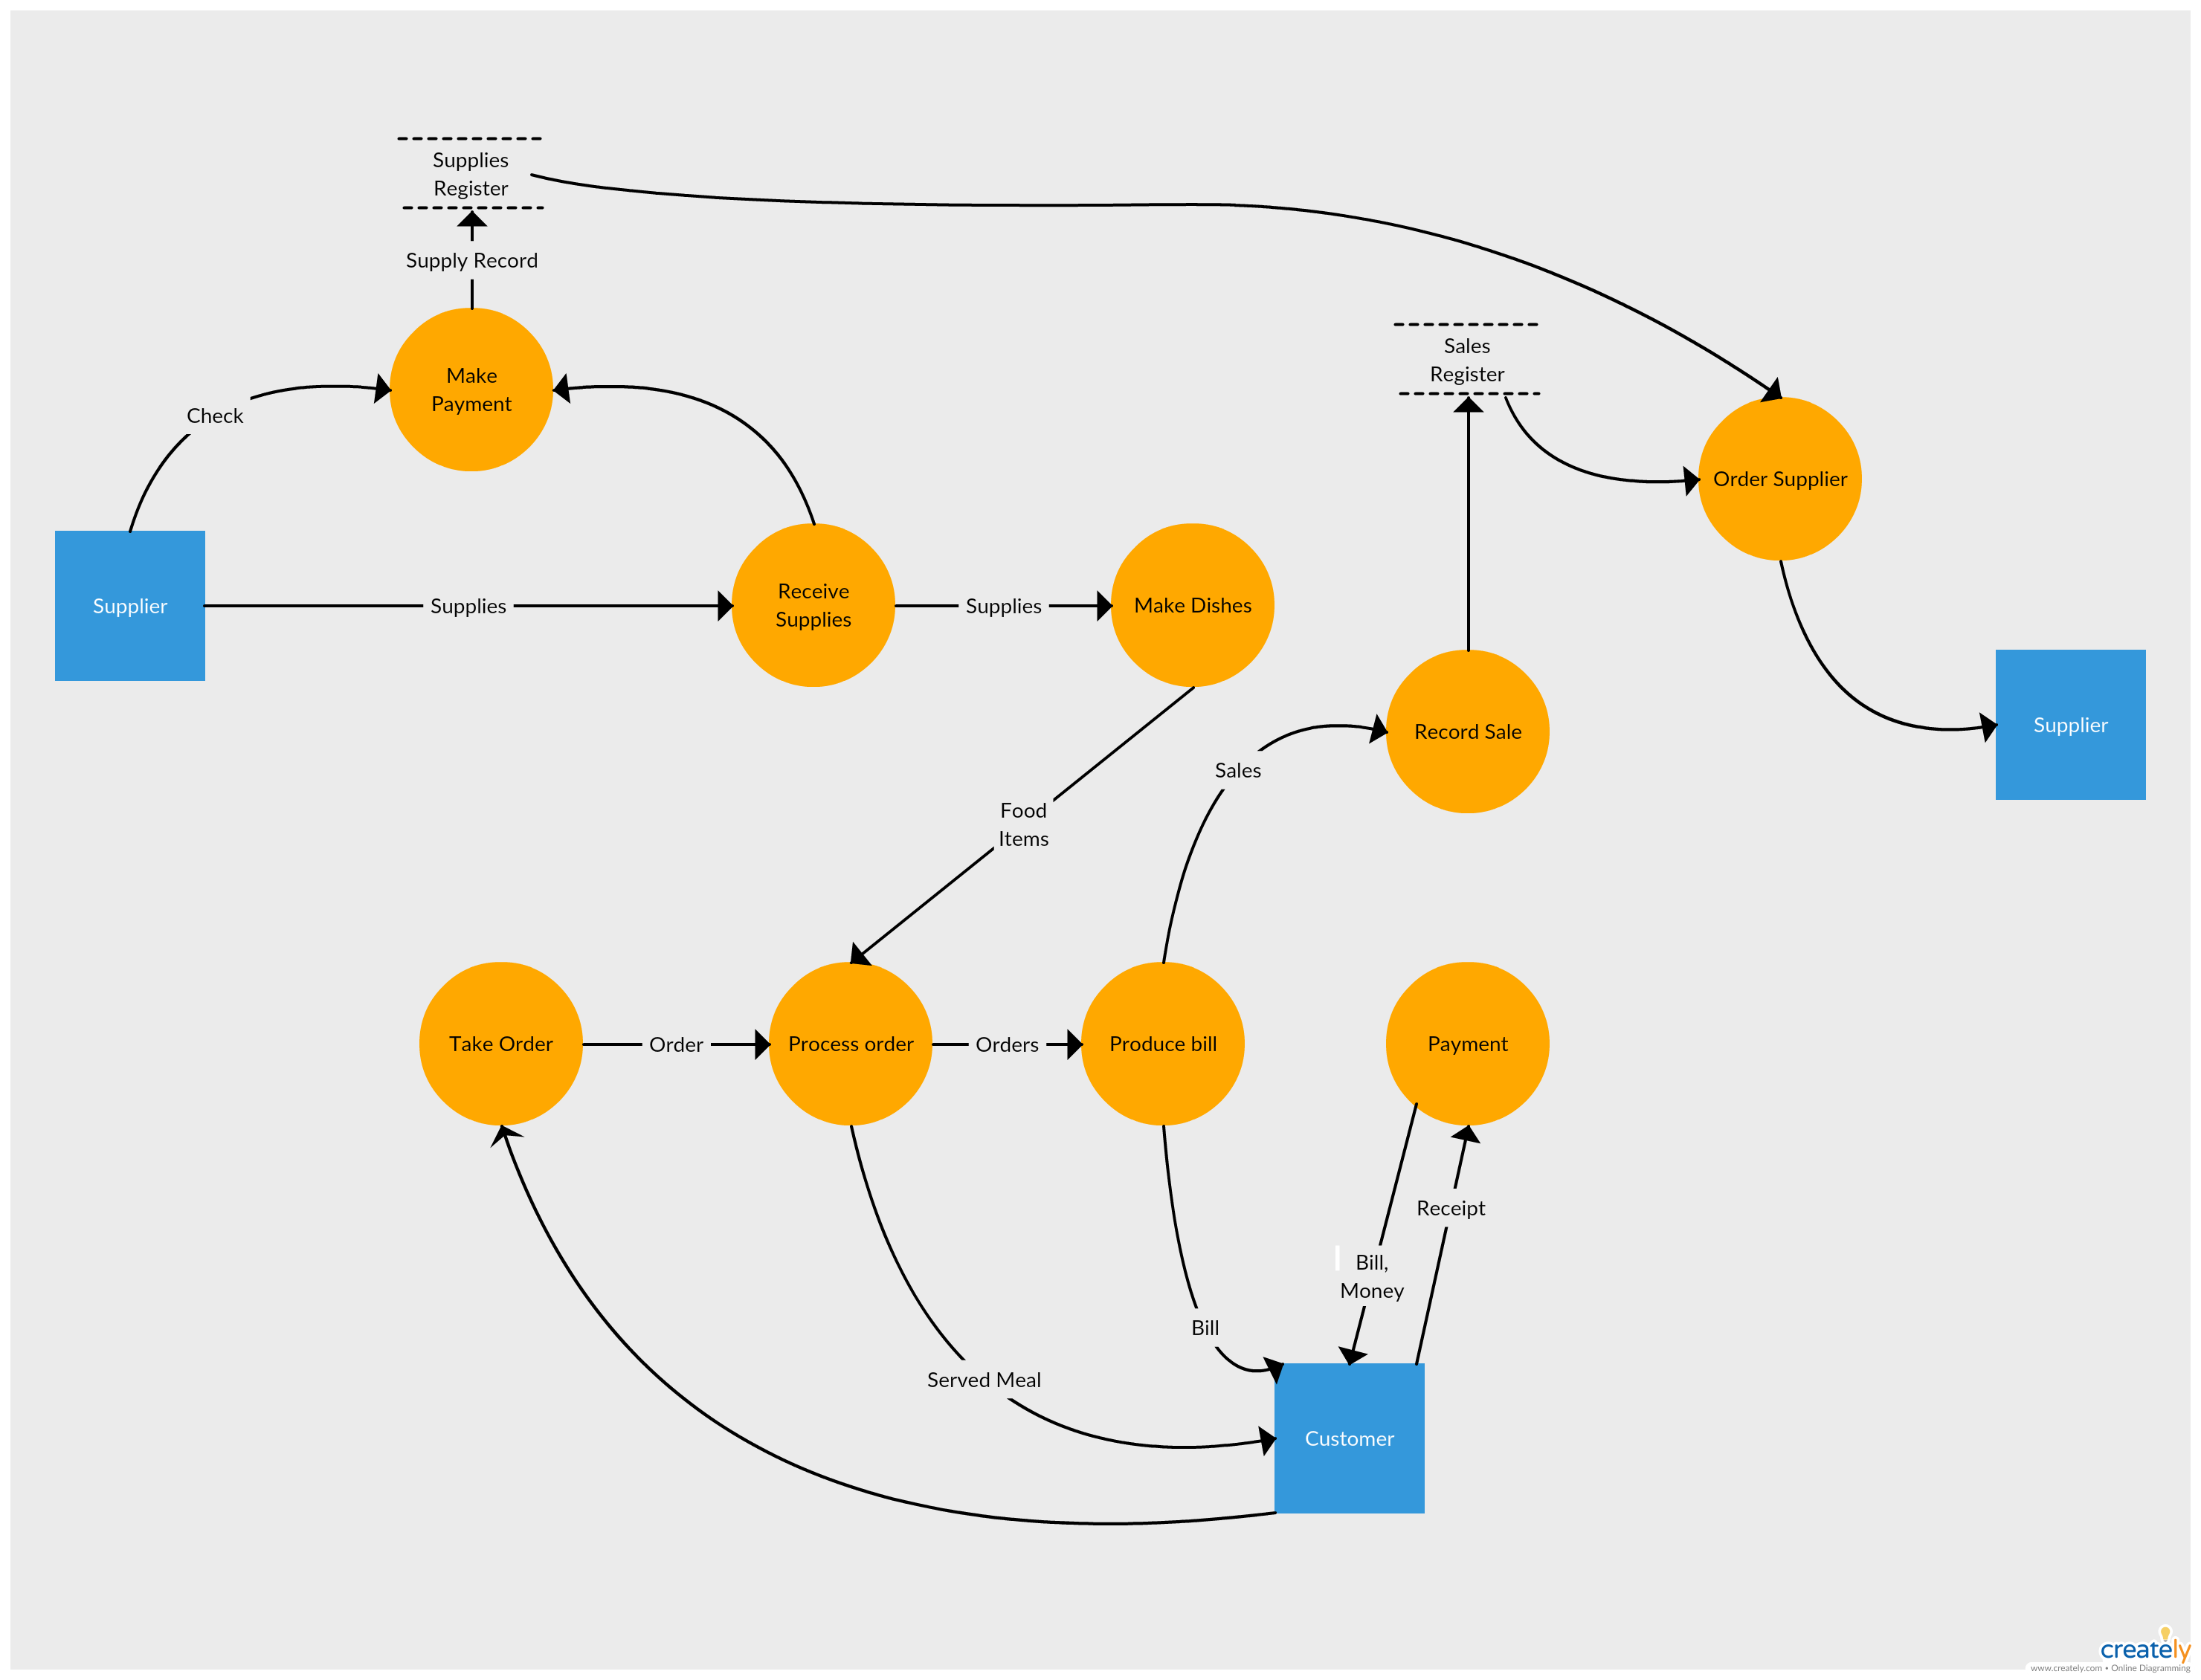 Supplies
Register
Supply Record
Make
Payment
Check
Sales
Register
Order Supplier
Supplier
Supplies
Receive
Supplies
Supplies
Make Dishes
Record Sale
Supplier
Sales
Food
Items
Take Order
Order
Process order
Orders
Produce bill
Payment
Receipt
Bill,
Money
Bill
Served Meal
Customer
creately
www.creately.com • Online Diagramming